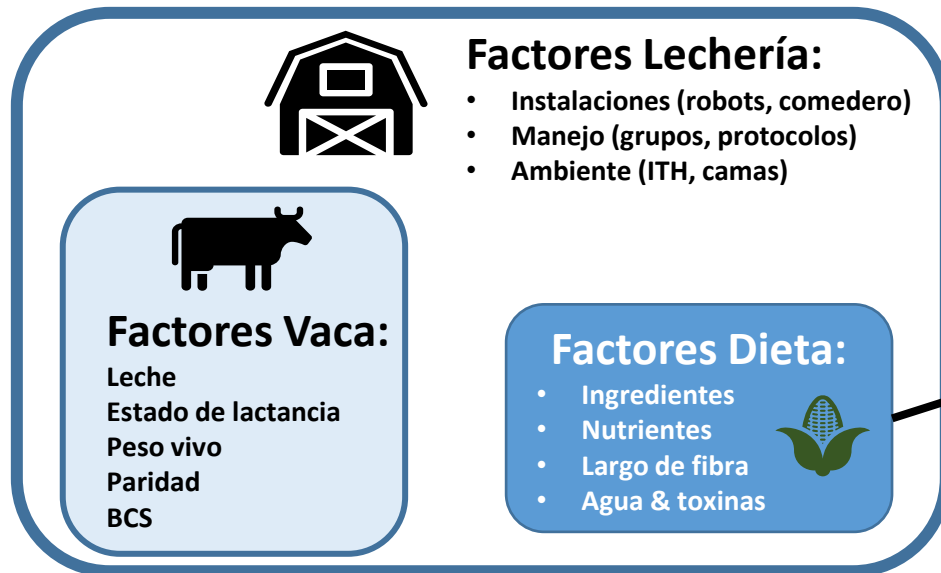 Factores Lechería:
• Instalaciones (robots, comedero)
• Manejo (grupos, protocolos)
• Ambiente (ITH, camas)
Factores Vaca:
Leche
Estado de lactancia
Peso vivo
Paridad
BCS
Factores Dieta:
• Ingredientes
• Nutrientes
• Largo de fibra
• Agua & toxinas